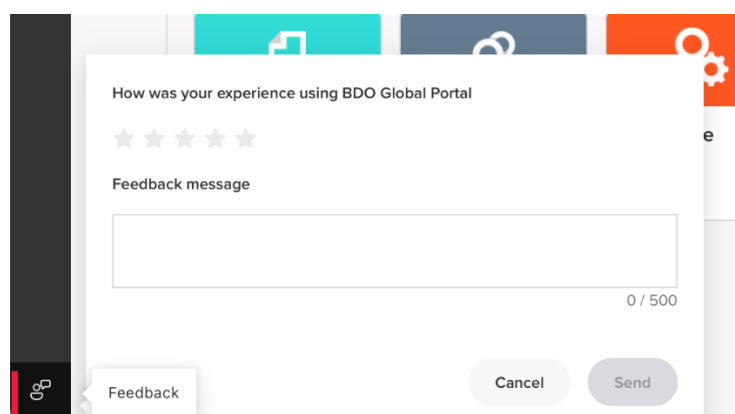 How was your experience using BDO Global Portal
e
Feedback message
0 / 500
Cancel Send
Feedback